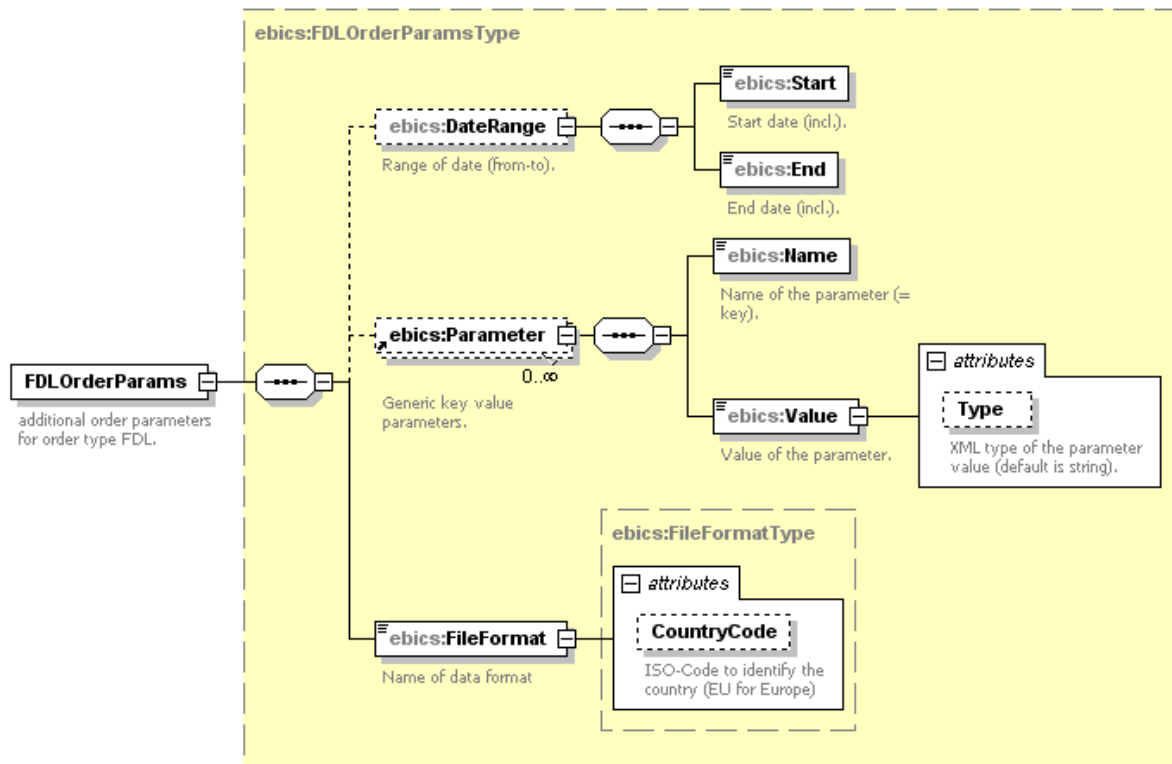 ebics:FDLOrderParamsType
ebics:Start
Start date (incl.).
ebics:DateRange
Range of date (from-to).
ebics:End
End date (incl.).
ebics:Name
Name of the parameter (=
key).
ebics:Parameter
0..∞
Generic key value
parameters.
FDLOrderParams
additional order parameters
for order type FDL.
ebics:Value
Value of the parameter.
attributes
Type
XML type of the parameter
value (default is string).
ebics:FileFormatType
attributes
ebics:FileFormat
Name of data format
CountryCode
ISO-Code to identify the
country (EU for Europe)